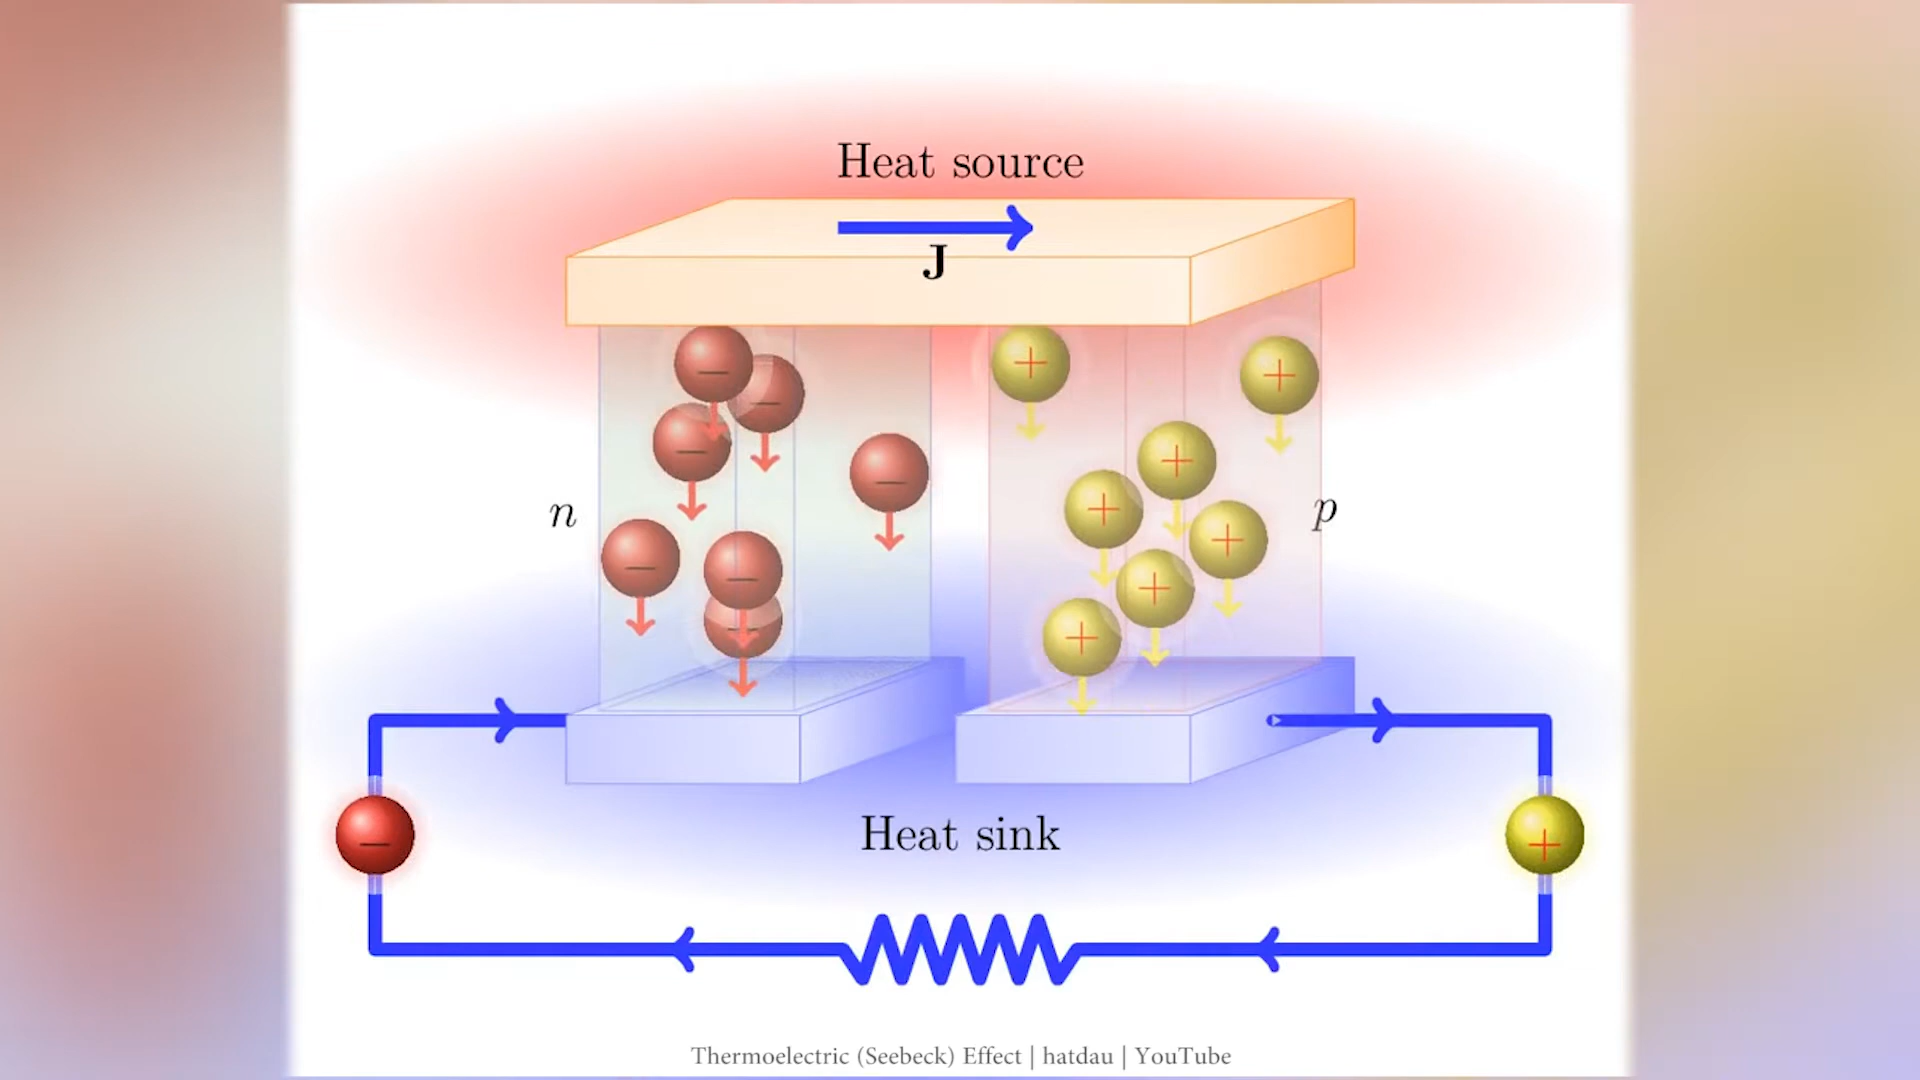 Heat source
J
n
p
Heat sink
Thermoelectric (Seebeck) Effect | hatdau | YouTube